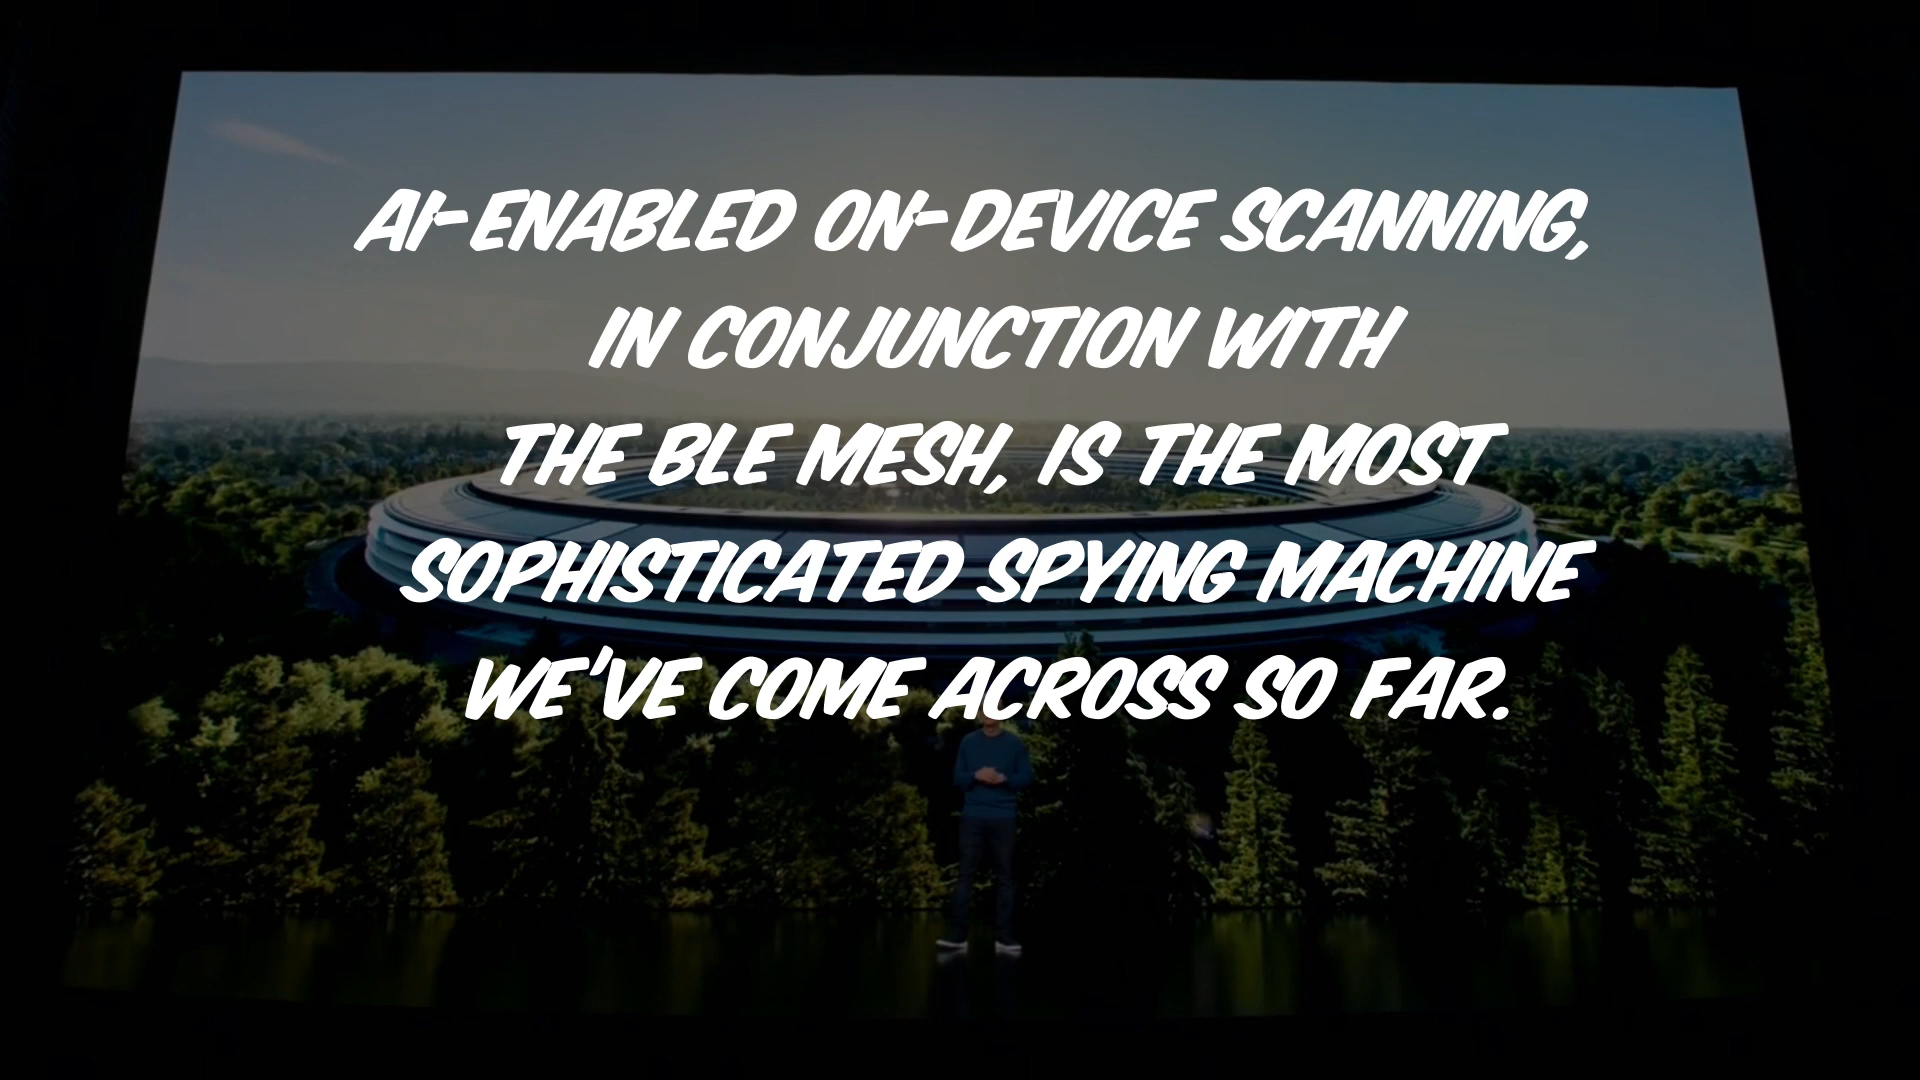 AI-ENABLED ON-DEVICE SCANNING,
IN CONJUNCTION WITH
THE BLE MESH, IS THE MOST
SOPHISTICATED SPYING MACHINE
WE'VE COME ACROSS SO FAR.